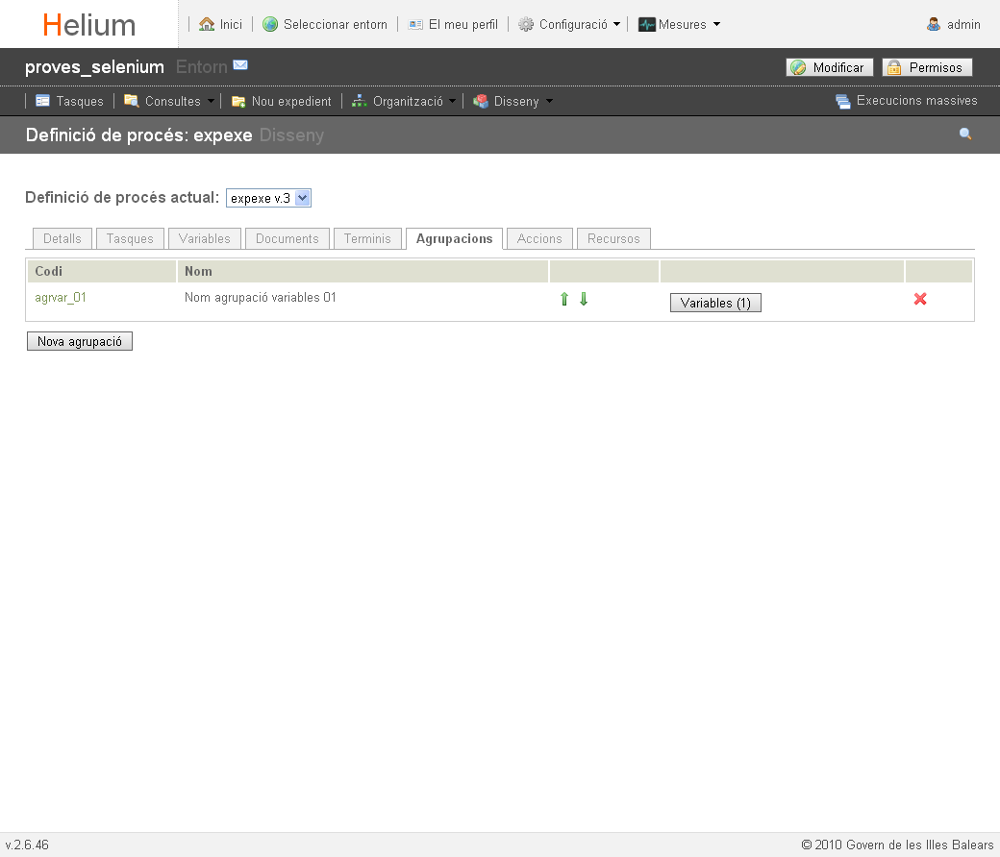 Helium
Inici
Seleccionar entorn
El meu perfil
Configuració
Mesures
admin
proves_selenium Entorn
Modificar
Permisos
Tasques
Consultes
Nou expedient
Organització
Disseny
Execucions massives
Definició de procés: expexe Disseny
Definició de procés actual: expexe v.3
Detalls
Tasques
Variables
Documents
Terminis
Agrupacions
Accions
Recursos
Codi
Nom
agrvar_01
Nom agrupació variables 01
Variables (1)
Nova agrupació
v.2.6.46
© 2010 Govern de les Illes Balears